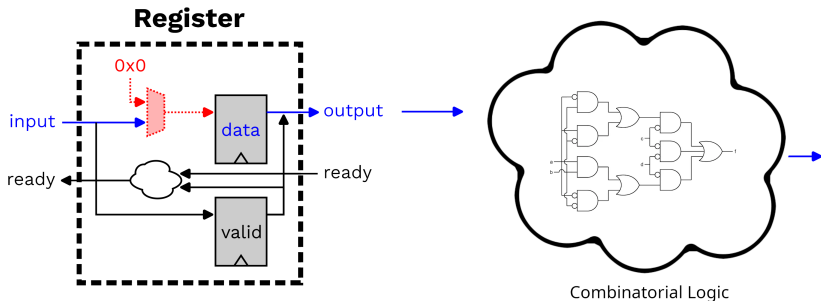 Register
0x0
input
data
output
ready
ready
valid
Combinatorial Logic